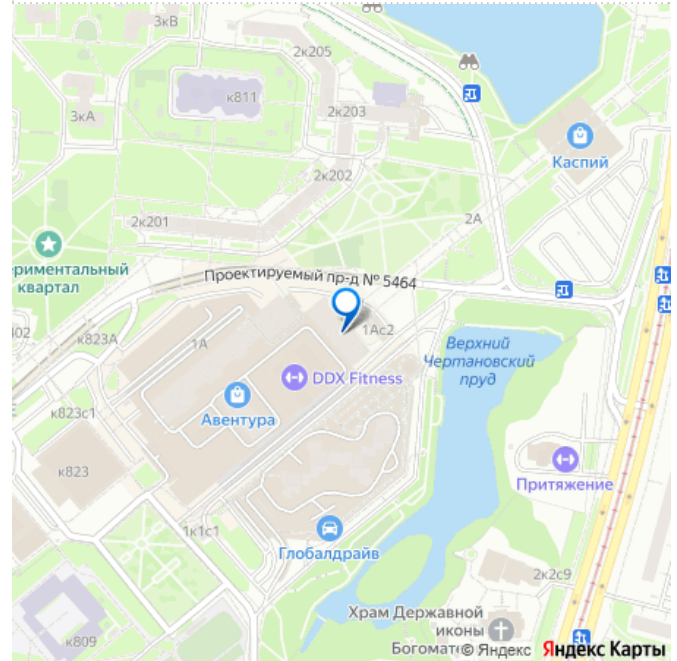 3кВ
2к205
к811
3кА
2к203
Каспий
2к202
2к201
2А
ериментальный
квартал
Проектируемый пр-д № 5464
402
к823А
1А
1Ас2
Верхний
Чертановский
пруд
DDX Fitness
Авентура
к823с1
к823
Притяжение
1к1с1
Глобалдрайв
2к2с9
Храм Державной
иконы
Богомат
к809
© Яндекс Яндекс Карты